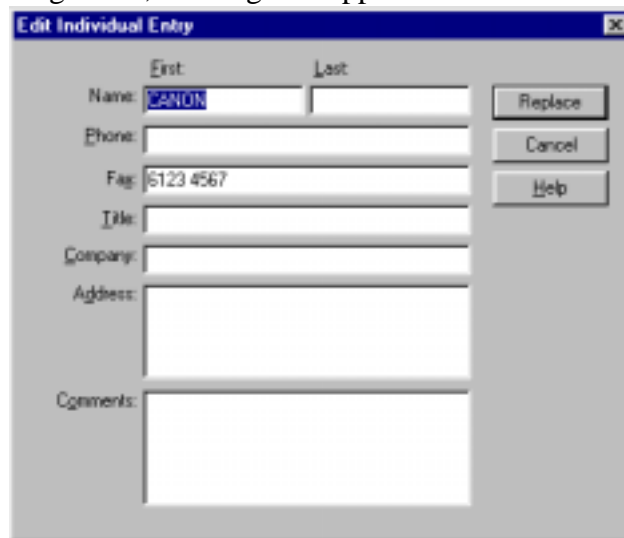 Edit Individual Entry
First: Last:
Name: CANON Replace
Phone: Cancel
Fax: 6123 4567 Help
Title:
Company:
Address:
Comments: